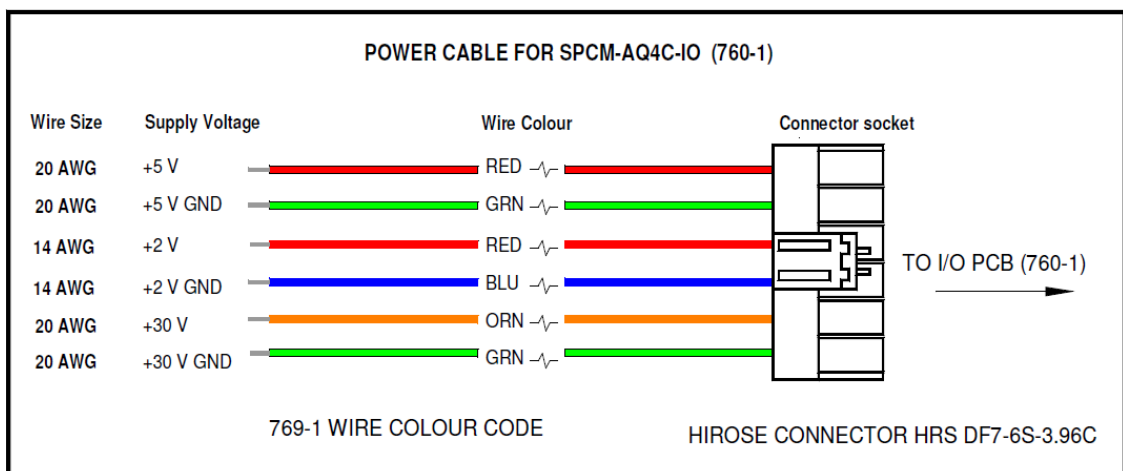 POWER CABLE FOR SPCM-AQ4C-IO (760-1)
Wire Size Supply Voltage Wire Colour Connector socket
20 AWG +5 V RED
20 AWG +5 V GND GRN
14 AWG +2 V RED
14 AWG +2 V GND BLU
TO I/O PCB (760-1)
20 AWG +30 V ORN
20 AWG +30 V GND GRN
769-1 WIRE COLOUR CODE
HIROSE CONNECTOR HRS DF7-6S-3.96C